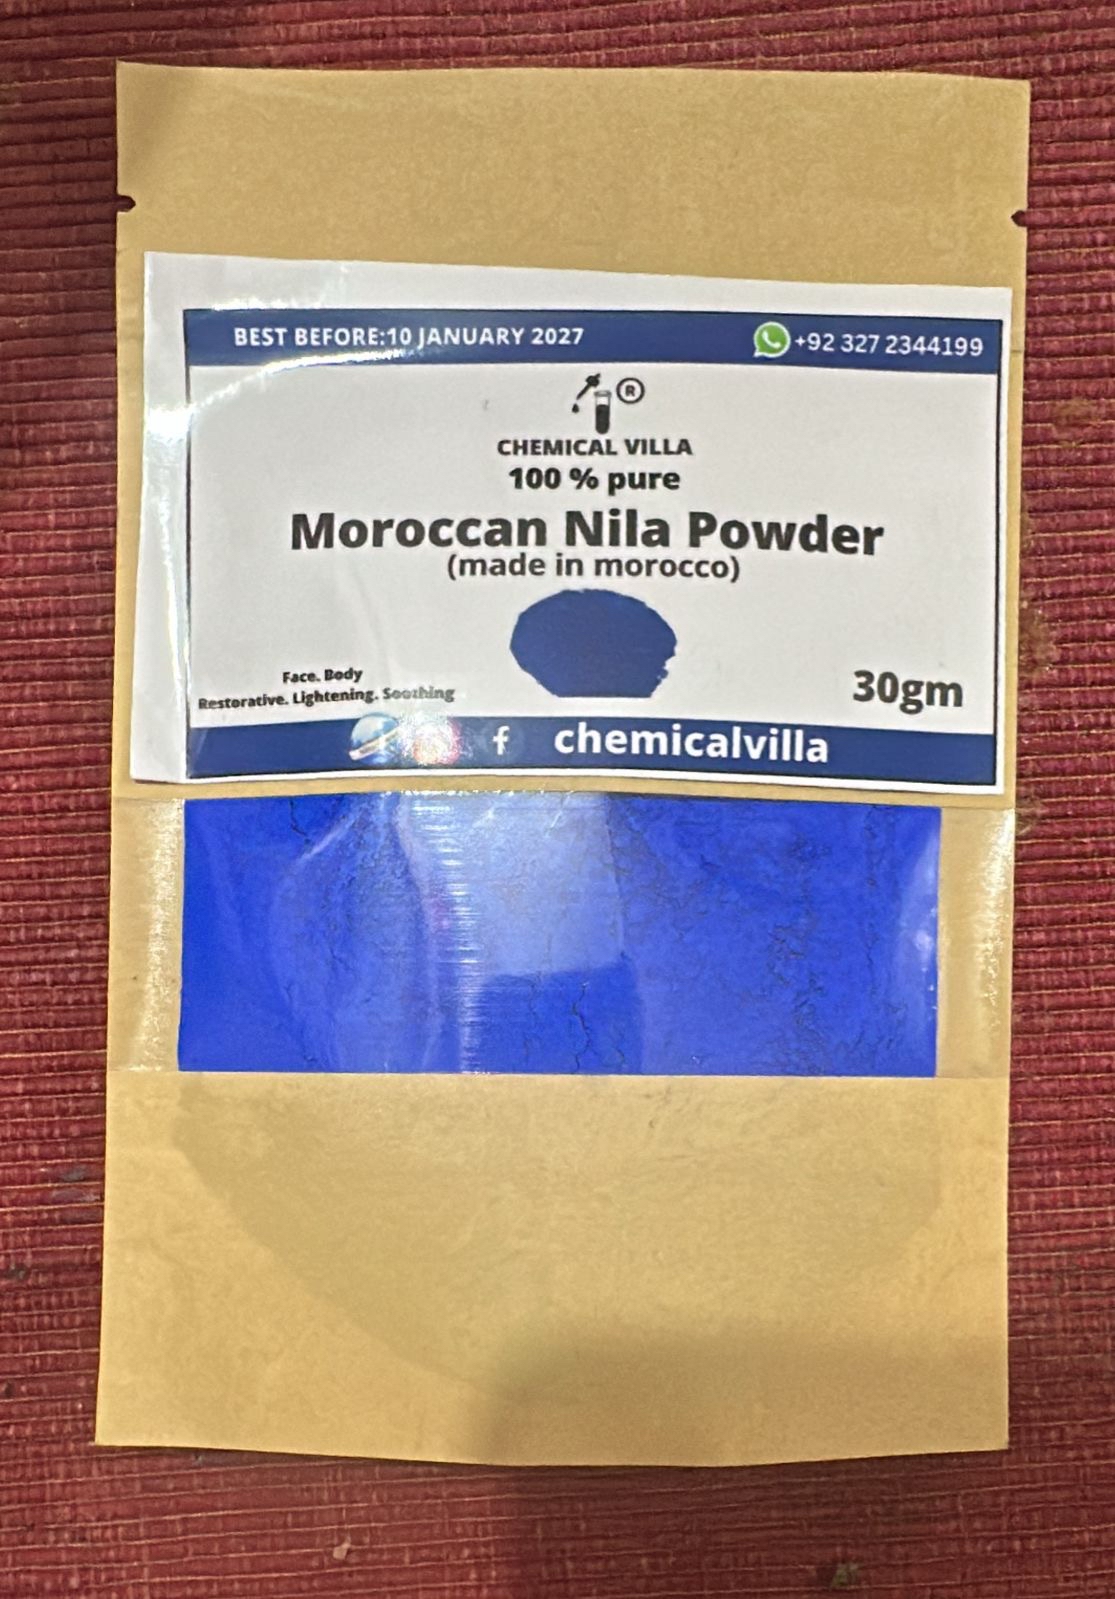 BEST BEFORE:10 JANUARY 2027
+92 327 2344199
®
CHEMICAL VILLA
100 % pure
Moroccan Nila Powder
(made in morocco)
Face. Body
Restorative. Lightening. Soothing
30gm
f chemicalvilla